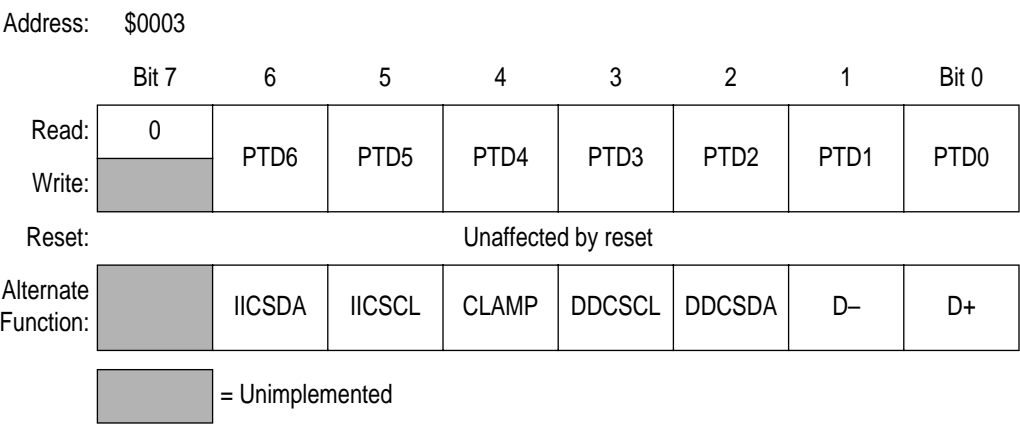 Address: $0003
Bit 7 6 5 4 3 2 1 Bit 0
Read: 0 PTD6 PTD5 PTD4 PTD3 PTD2 PTD1 PTD0
Write:
Reset: Unaffected by reset
Alternate Function: IICSDA IICSCL CLAMP DDCSCL DDCSDA D– D+
= Unimplemented